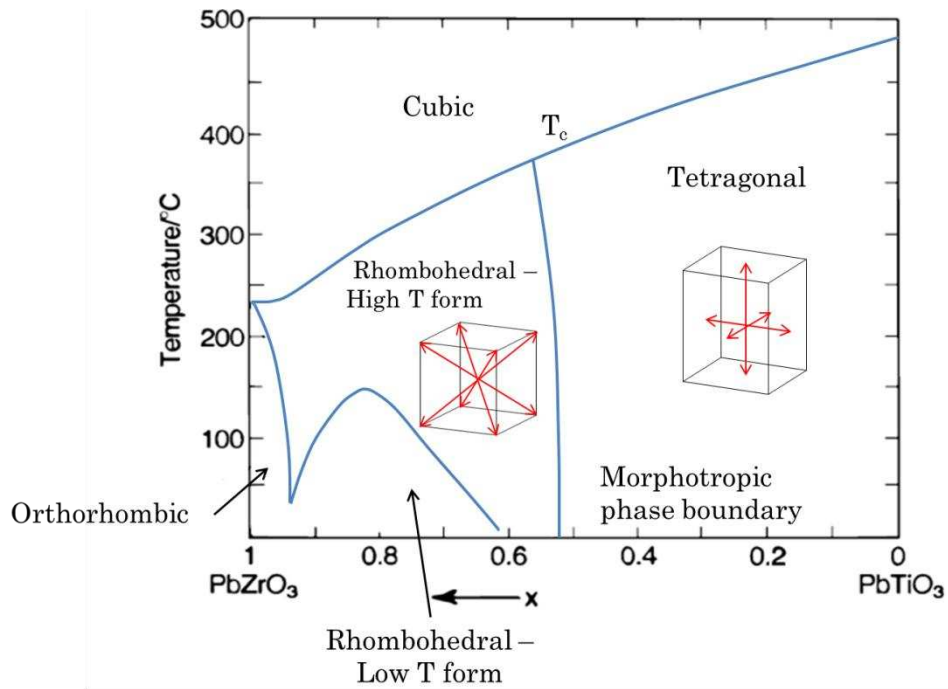 500
400
300
200
100
Temperature/°C
Cubic
T_c
Tetragonal
Rhombohedral –
High T form
Morphotropic
phase boundary
Orthorhombic
1
0.8
0.6
0.4
0.2
0
PbZrO₃
x
PbTiO₃
Rhombohedral –
Low T form